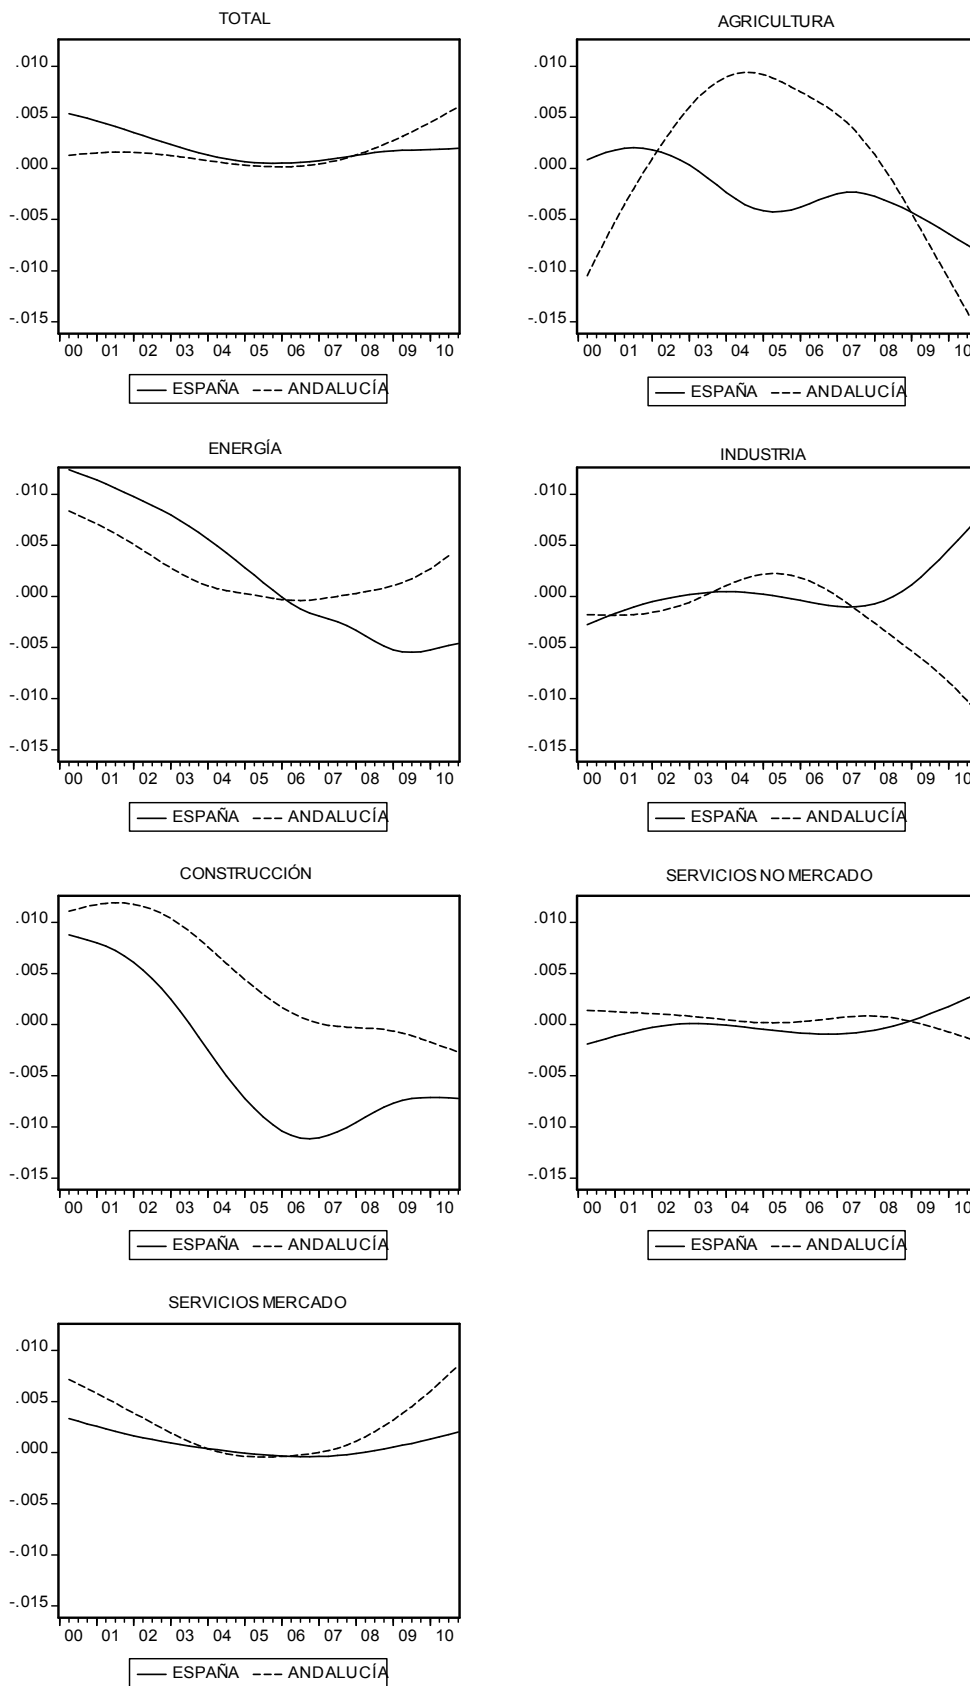 TOTAL
.010
.005
.000
-.005
-.010
-.015
00 01 02 03 04 05 06 07 08 09 10
ESPAÑA ANDALUCÍA
AGRICULTURA
.010
.005
.000
-.005
-.010
-.015
00 01 02 03 04 05 06 07 08 09 10
ESPAÑA ANDALUCÍA
ENERGÍA
.010
.005
.000
-.005
-.010
-.015
00 01 02 03 04 05 06 07 08 09 10
ESPAÑA ANDALUCÍA
INDUSTRIA
.010
.005
.000
-.005
-.010
-.015
00 01 02 03 04 05 06 07 08 09 10
ESPAÑA ANDALUCÍA
CONSTRUCCIÓN
.010
.005
.000
-.005
-.010
-.015
00 01 02 03 04 05 06 07 08 09 10
ESPAÑA ANDALUCÍA
SERVICIOS NO MERCADO
.010
.005
.000
-.005
-.010
-.015
00 01 02 03 04 05 06 07 08 09 10
ESPAÑA ANDALUCÍA
SERVICIOS MERCADO
.010
.005
.000
-.005
-.010
-.015
00 01 02 03 04 05 06 07 08 09 10
ESPAÑA ANDALUCÍA